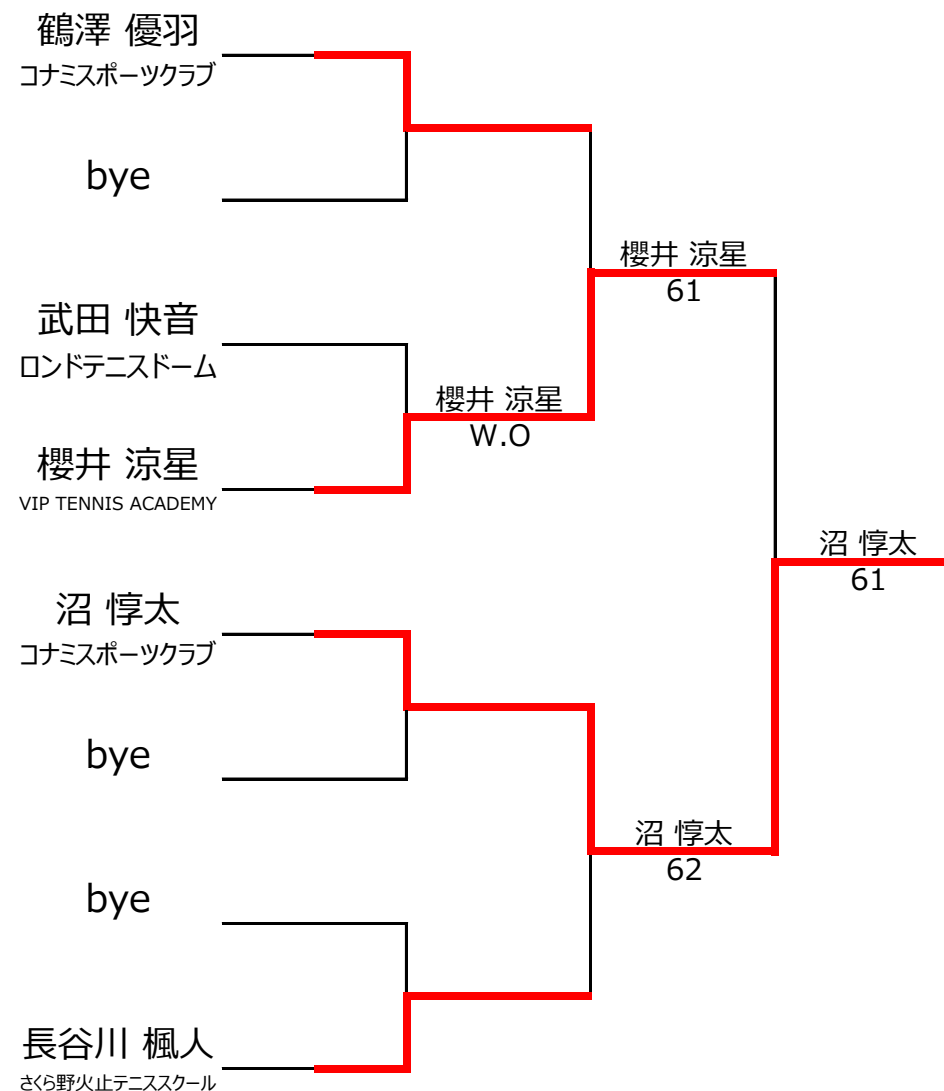 鶴澤 優羽
コナミスポーツクラブ
bye
武田 快音
ロンドテニスドーム
櫻井 涼星
VIP TENNIS ACADEMY
沼 惇太
コナミスポーツクラブ
bye
bye
長谷川 楓人
さくら野火止テニススクール
櫻井 涼星
W.O
櫻井 涼星
61
沼 惇太
62
沼 惇太
61